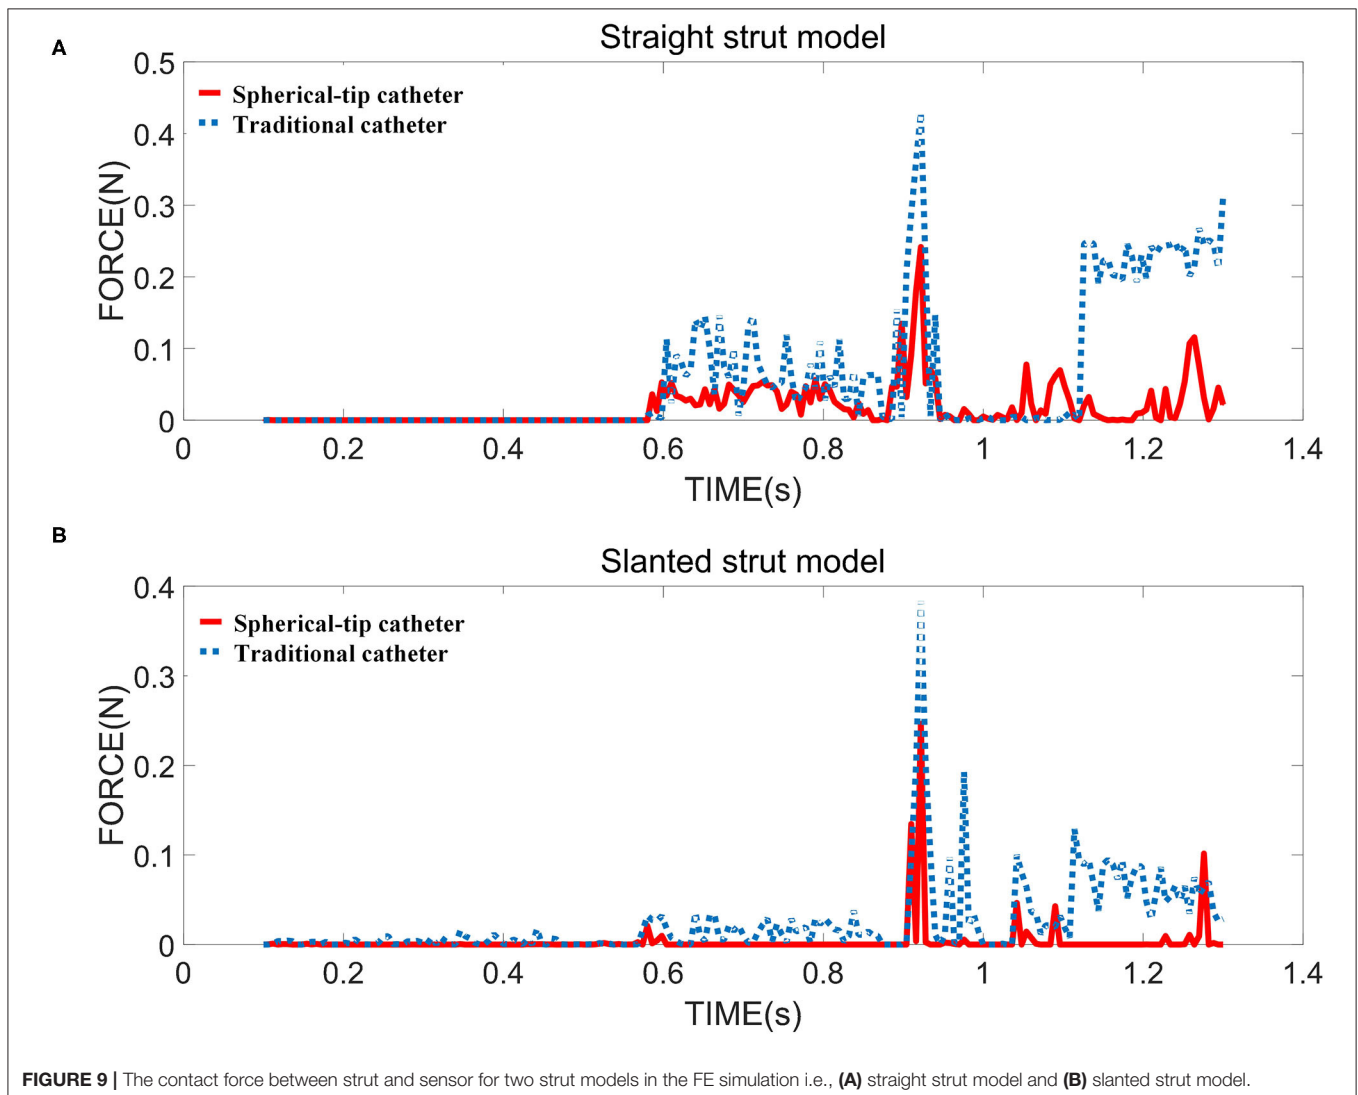 A
Straight strut model
0.5
0.4
0.3
0.2
0.1
0
FORCE(N)
Spherical-tip catheter
Traditional catheter
0 0.2 0.4 0.6 0.8 1 1.2 1.4
TIME(s)
B
Slanted strut model
0.4
0.3
0.2
0.1
0
FORCE(N)
Spherical-tip catheter
Traditional catheter
0 0.2 0.4 0.6 0.8 1 1.2 1.4
TIME(s)
FIGURE 9 | The contact force between strut and sensor for two strut models in the FE simulation i.e., (A) straight strut model and (B) slanted strut model.